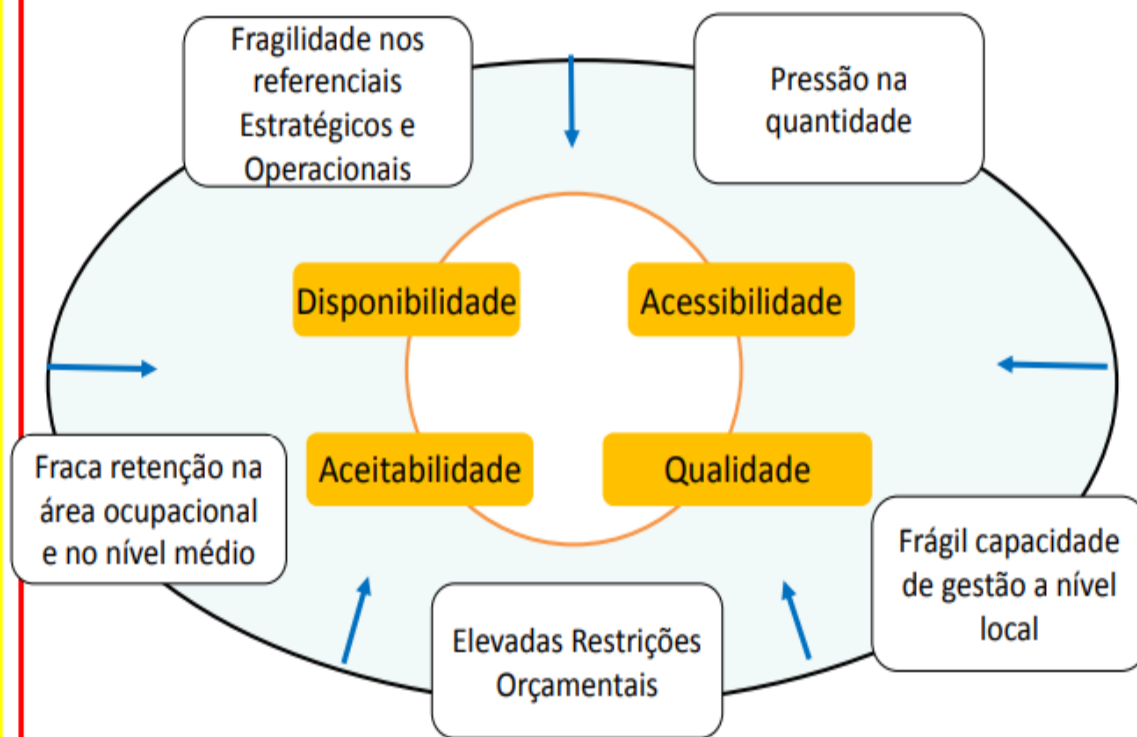 Fragilidade nos
referenciais
Estratégicos e
Operacionais
Pressão na
quantidade
Disponibilidade
Acessibilidade
Aceitabilidade
Qualidade
Fraca retenção na
área ocupacional
e no nível médio
Elevadas Restrições
Orçamentais
Frágil capacidade
de gestão a nível
local